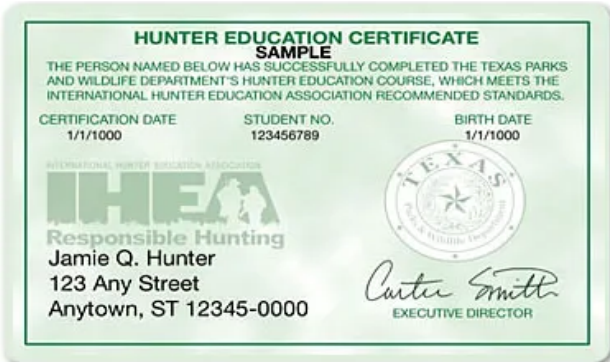 HUNTER EDUCATION CERTIFICATE
SAMPLE
THE PERSON NAMED BELOW HAS SUCCESSFULLY COMPLETED THE TEXAS PARKS
AND WILDLIFE DEPARTMENT'S HUNTER EDUCATION COURSE, WHICH MEETS THE
INTERNATIONAL HUNTER EDUCATION ASSOCIATION RECOMMENDED STANDARDS.
CERTIFICATION DATE STUDENT NO. BIRTH DATE
1/1/1000 123456789 1/1/1000
INTERNATIONAL HUNTER EDUCATION ASSOCIATION
IHEA
Responsible Hunting
TEXAS
Parks & Wildlife Department
Jamie Q. Hunter
123 Any Street
Anytown, ST 12345-0000
Carter Smith
EXECUTIVE DIRECTOR